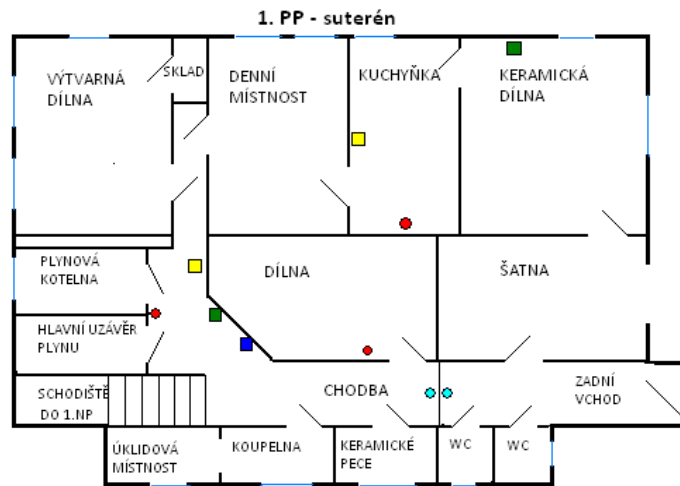 1. PP - suterén
VÝTVARNÁ
DÍLNA
SKLAD
DENNÍ
MÍSTNOST
KUCHYŇKA
KERAMICKÁ
DÍLNA
PLYNOVÁ
KOTELNA
DÍLNA
ŠATNA
HLAVNÍ UZÁVĚR
PLYNU
SCHODIŠTĚ
DO 1.NP
CHODBA
ZADNÍ
VCHOD
ÚKLIDOVÁ
MÍSTNOST
KOUPELNA
KERAMICKÉ
PECE
WC
WC